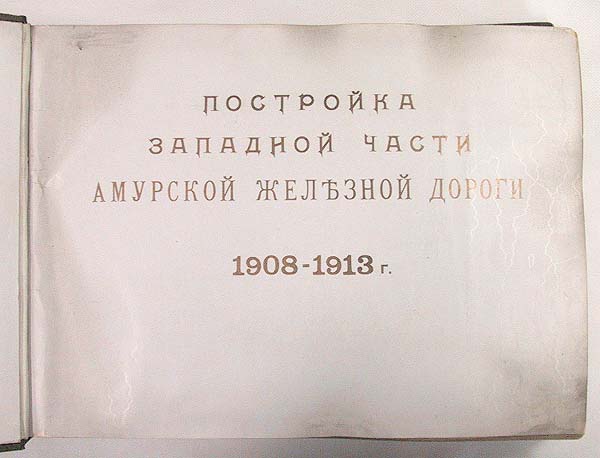 ПОСТРОЙКА
ЗАПАДНОЙ ЧАСТИ
АМУРСКОЙ ЖЕЛѢЗНОЙ ДОРОГИ
1908-1913 г.